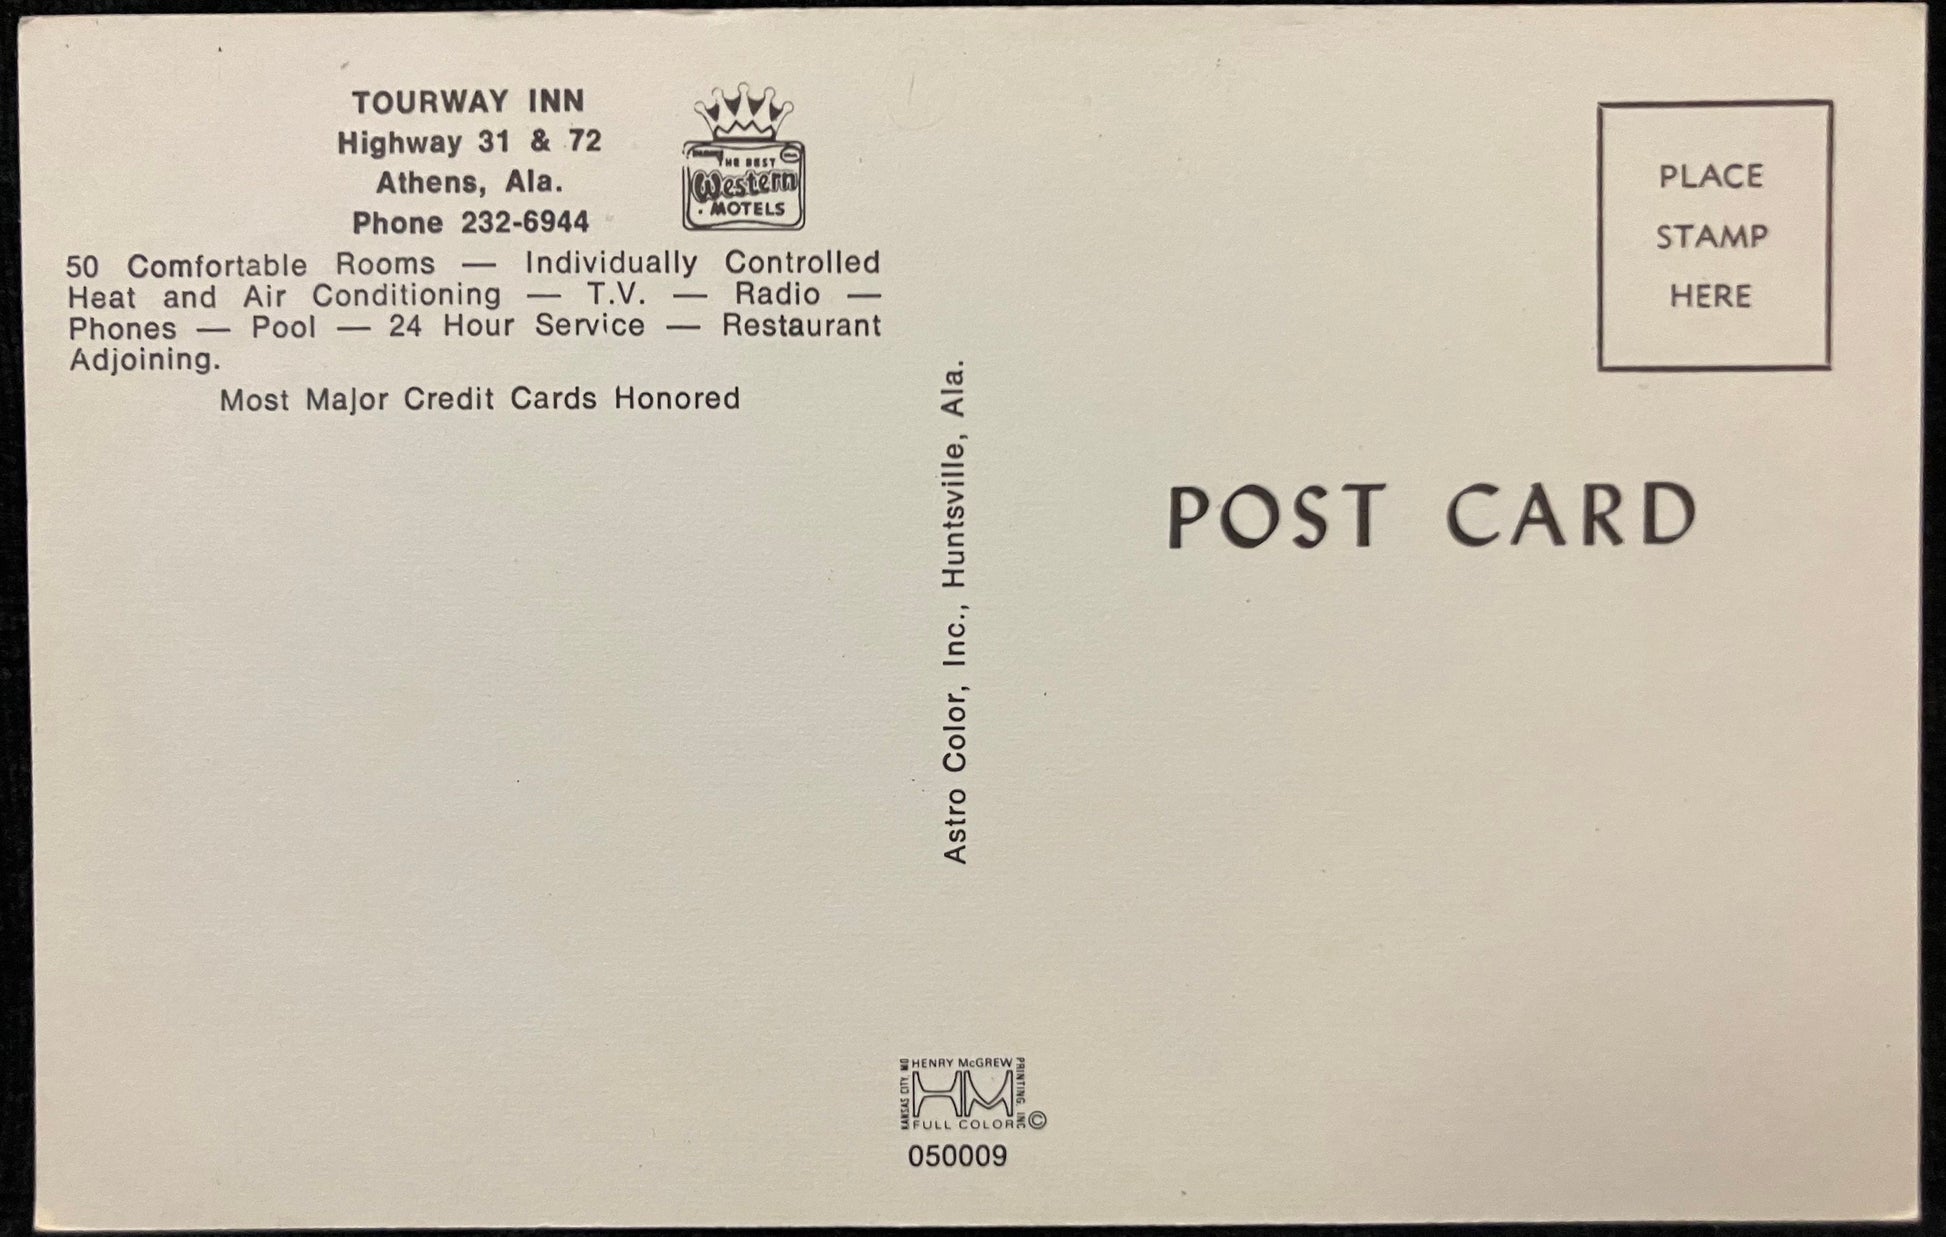 TOURWAY INN
Highway 31 & 72
Athens, Ala.
Phone 232-6944
THE BEST
Western
MOTELS
50 Comfortable Rooms — Individually Controlled
Heat and Air Conditioning — T.V. — Radio —
Phones — Pool — 24 Hour Service — Restaurant
Adjoining.
Most Major Credit Cards Honored
Astro Color, Inc., Huntsville, Ala.
PLACE
STAMP
HERE
POST CARD
KANSAS CITY, MO
HENRY McGREW
PRINTING, INC
HM
FULL COLOR
©
050009